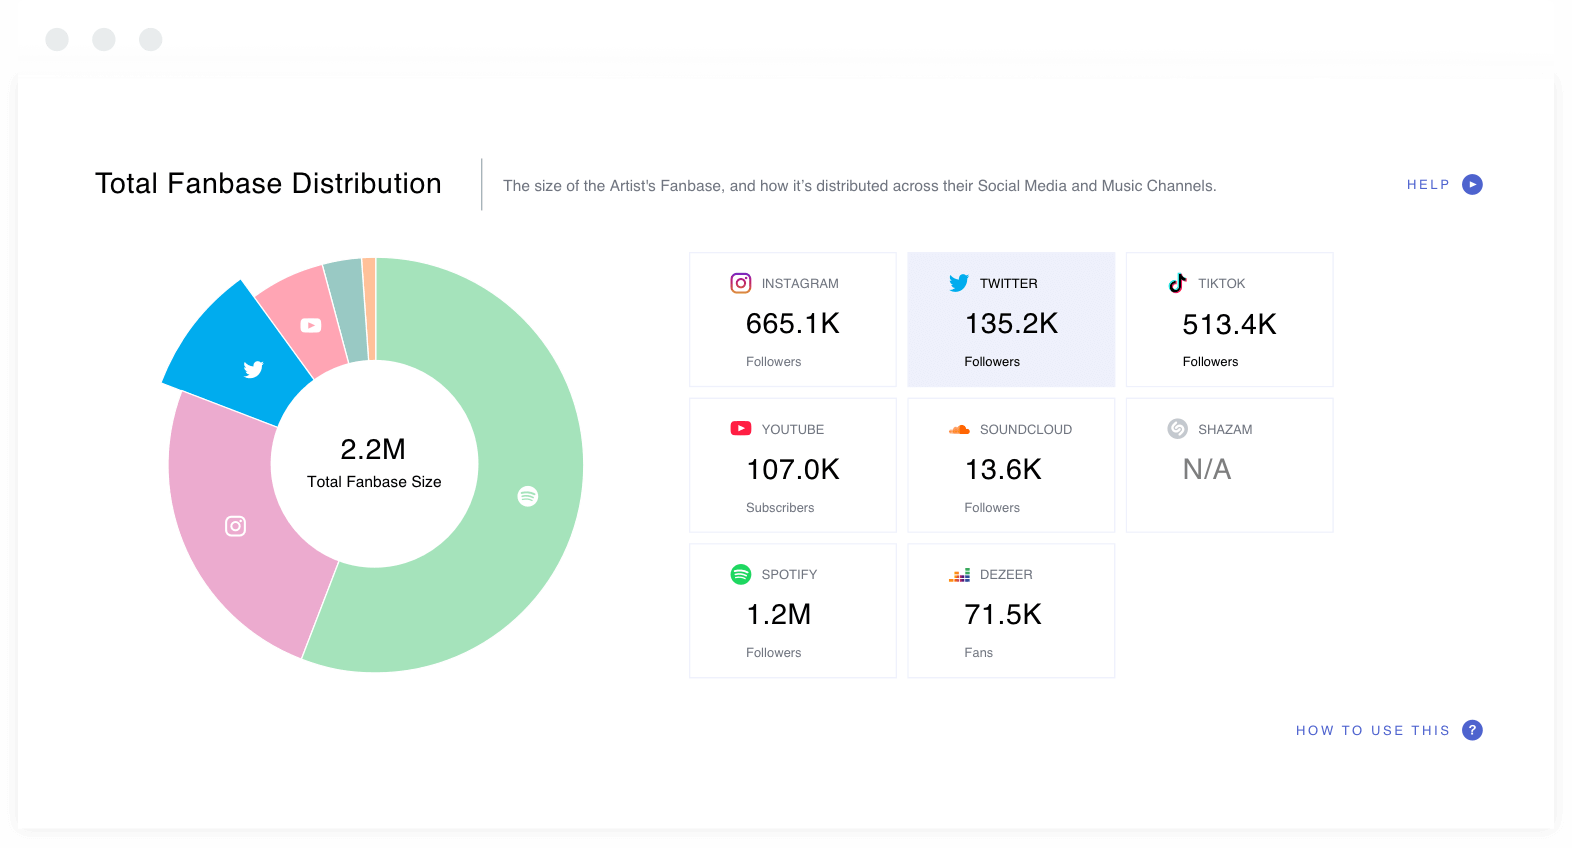 Total Fanbase Distribution
The size of the Artist's Fanbase, and how it’s distributed across their Social Media and Music Channels.
HELP
INSTAGRAM
665.1K
Followers
TWITTER
135.2K
Followers
TIKTOK
513.4K
Followers
YOUTUBE
107.0K
Subscribers
SOUNDCLOUD
13.6K
Followers
SHAZAM
N/A
SPOTIFY
1.2M
Followers
DEZEER
71.5K
Fans
2.2M
Total Fanbase Size
HOW TO USE THIS ?